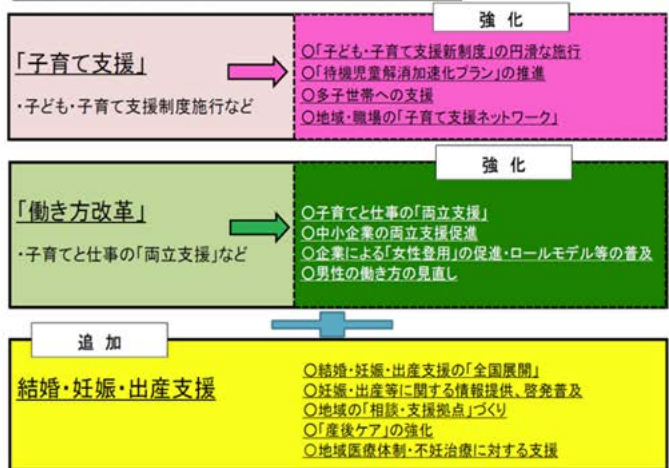 強 化
「子育て支援」
・子ども・子育て支援制度施行など
○「子ども・子育て支援新制度」の円滑な施行
○「待機児童解消加速化プラン」の推進
○多子世帯への支援
○地域・職場の「子育て支援ネットワーク」
強 化
「働き方改革」
・子育てと仕事の「両立支援」など
○子育てと仕事の「両立支援」
○中小企業の両立支援促進
○企業による「女性登用」の促進・ロールモデル等の普及
○男性の働き方の見直し
追 加
結婚・妊娠・出産支援
○結婚・妊娠・出産支援の「全国展開」
○妊娠・出産等に関する情報提供、啓発普及
○地域の「相談・支援拠点」づくり
○「産後ケア」の強化
○地域医療体制・不妊治療に対する支援